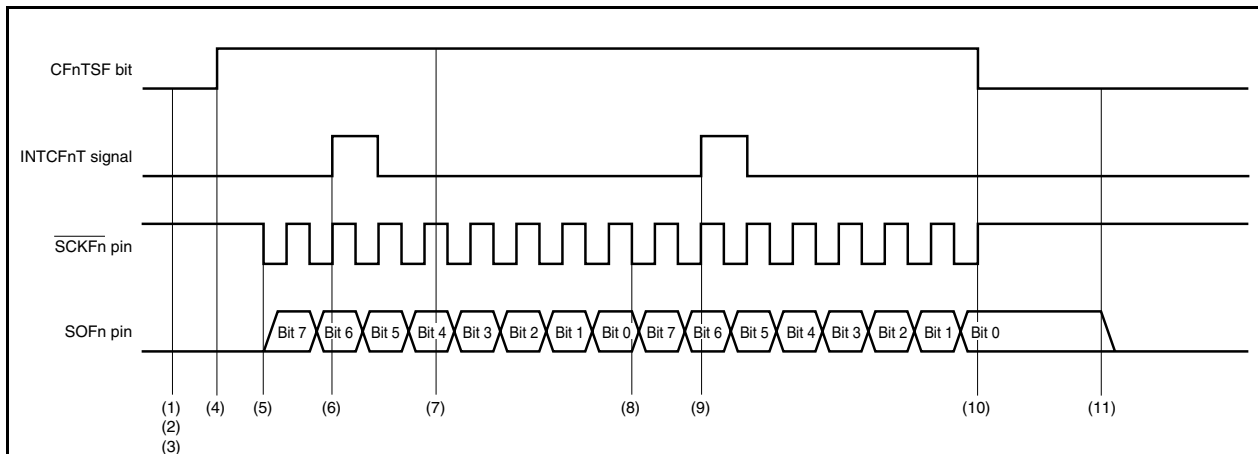 CFnTSF bit
INTCFnT signal
SCKFn pin
SOFn pin
Bit 7 Bit 6 Bit 5 Bit 4 Bit 3 Bit 2 Bit 1 Bit 0 Bit 7 Bit 6 Bit 5 Bit 4 Bit 3 Bit 2 Bit 1 Bit 0
(1) (4) (5) (6) (7) (8) (9) (10) (11)
(2)
(3)